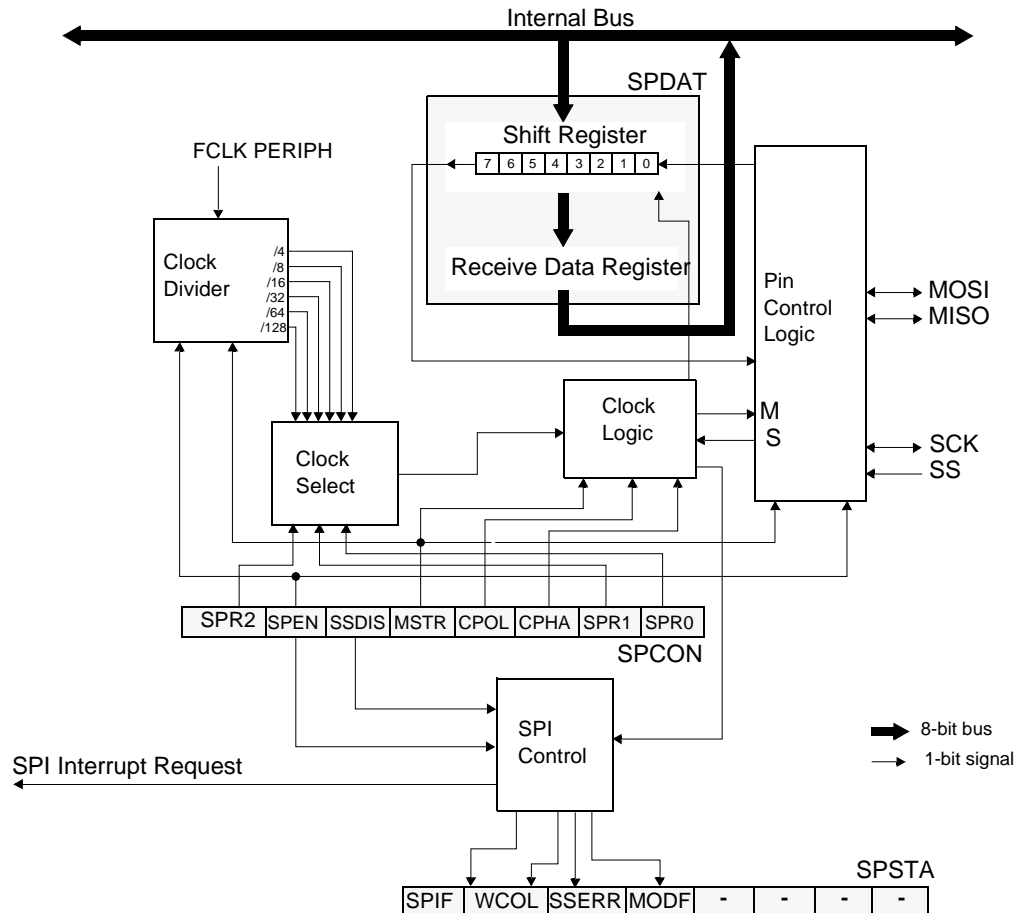 Internal Bus
SPDAT
Shift Register
7 6 5 4 3 2 1 0
FCLK PERIPH
Clock
Divider
/4
/8
/16
/32
/64
/128
Receive Data Register
Pin
Control
Logic
MOSI
MISO
Clock
Logic
M
S
SCK
SS
Clock
Select
SPR2 SPEN SSDIS MSTR CPOL CPHA SPR1 SPR0
SPCON
SPI
Control
8-bit bus
1-bit signal
SPI Interrupt Request
SPSTA
SPIF WCOL SSERR MODF - - - -